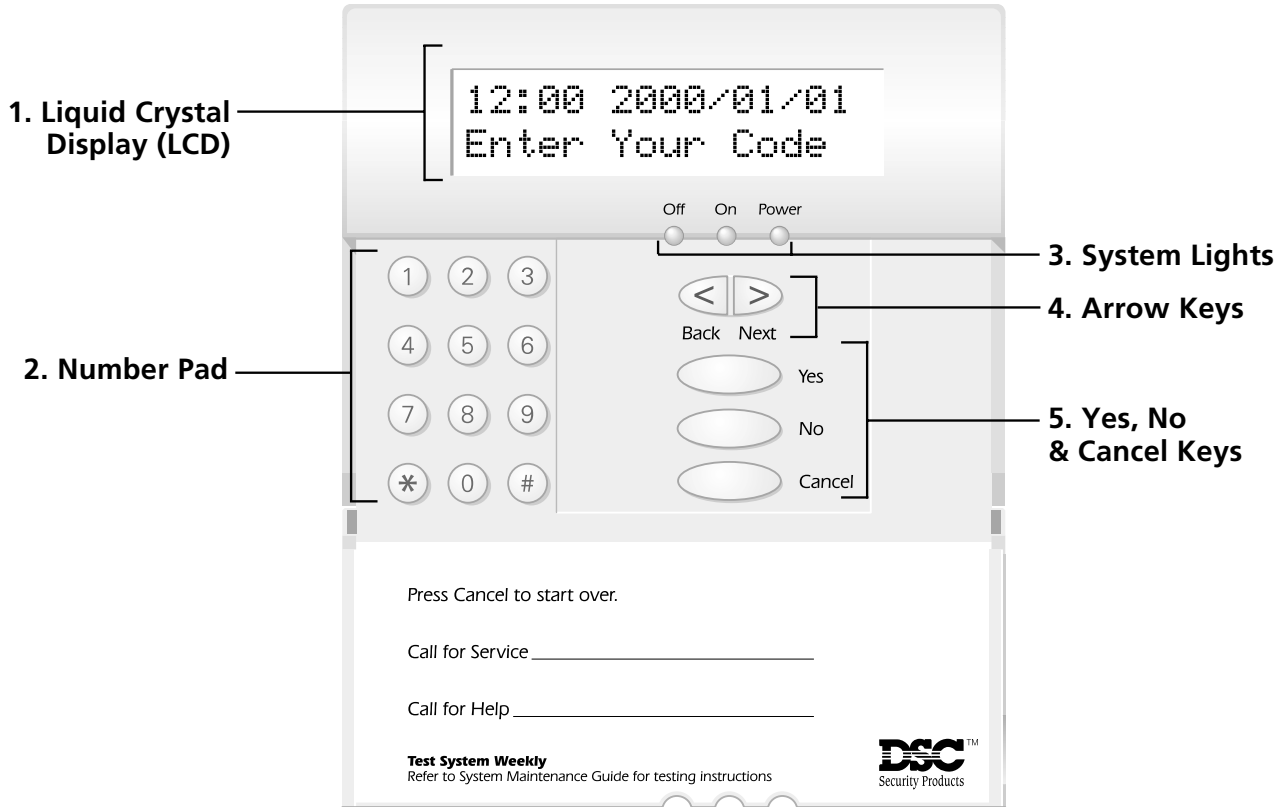 1. Liquid Crystal
Display (LCD)
12:00 2000/01/01
Enter Your Code
Off On Power
3. System Lights
1 2 3
< >
Back Next
4. Arrow Keys
2. Number Pad
4 5 6
Yes
7 8 9
No
5. Yes, No
& Cancel Keys
* 0 #
Cancel
Press Cancel to start over.
Call for Service
Call for Help
Test System Weekly
Refer to System Maintenance Guide for testing instructions
DSC™
Security Products